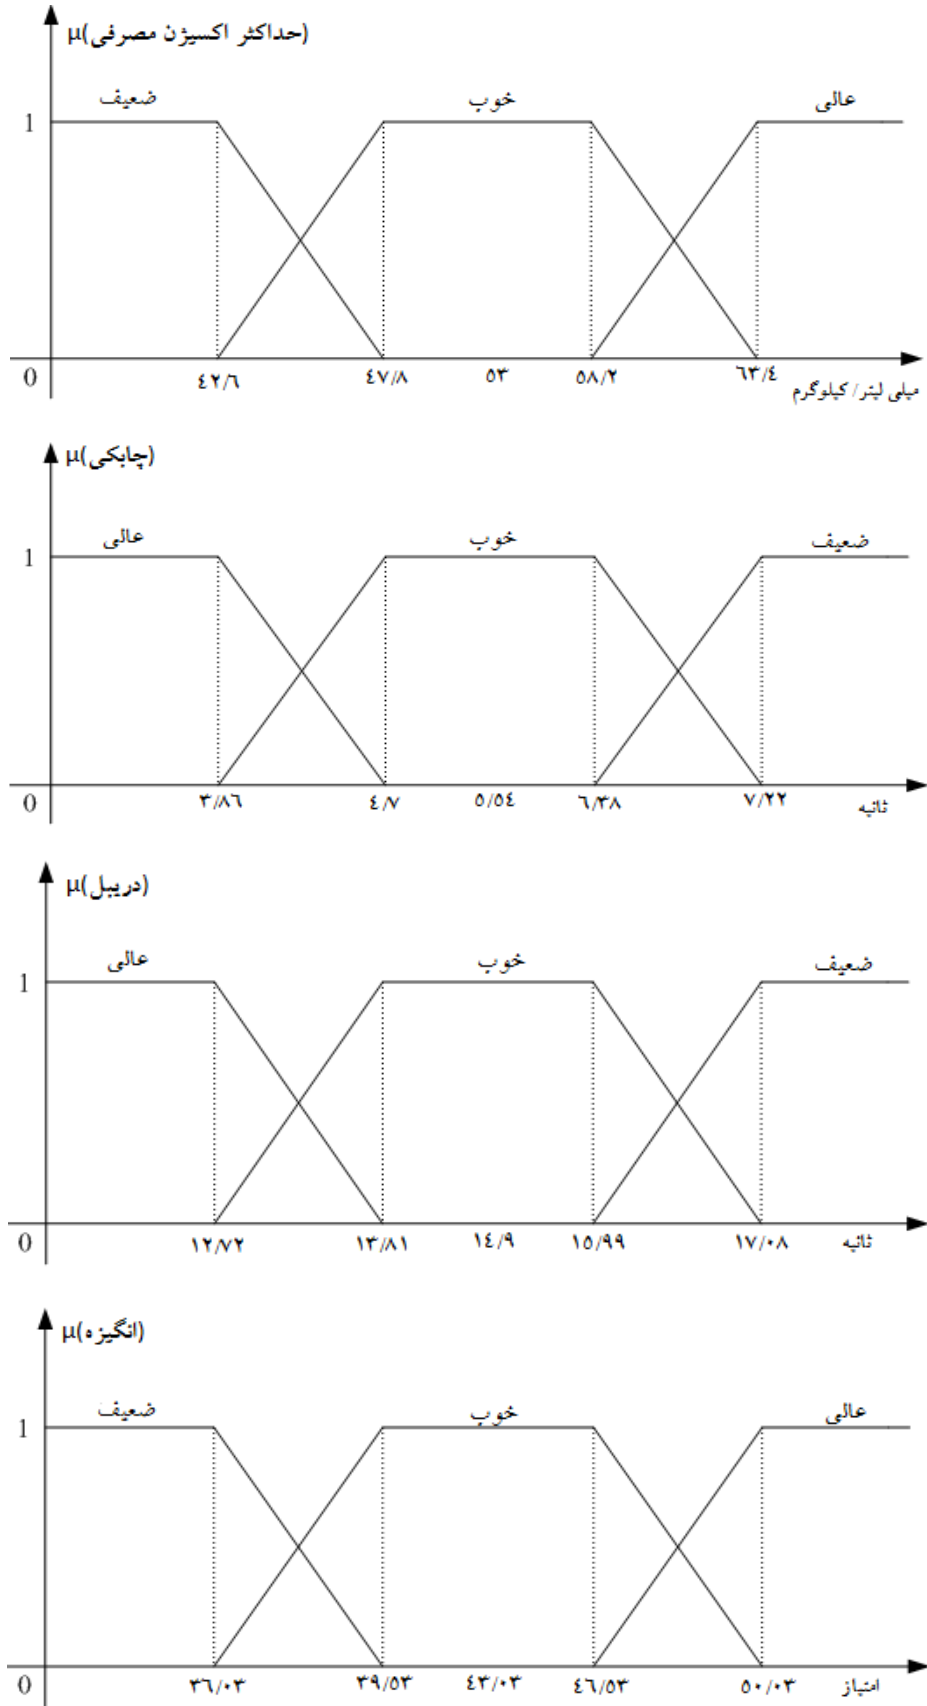 μ(حداکثر اکسیژن مصرفی)
ضعیف خوب عالی
1
0 ٤٢/٦ ٤٧/٨ ٥٣ ٥٨/٢ ٦٣/٤
میلی لیتر/ کیلوگرم
μ(چابکی)
عالی خوب ضعیف
1
0 ٣/٨٦ ٤/٧ ٥/٥٤ ٦/٣٨ ٧/٢٢ ثانیه
μ(دریبل)
عالی خوب ضعیف
1
0 ١٢/٧٢ ١٣/٨١ ١٤/٩ ١٥/٩٩ ١٧/٠٨ ثانیه
μ(انگیزه)
ضعیف خوب عالی
1
0 ٣٦/٠٣ ٣٩/٥٣ ٤٣/٠٣ ٤٦/٥٣ ٥٠/٠٣ امتیاز